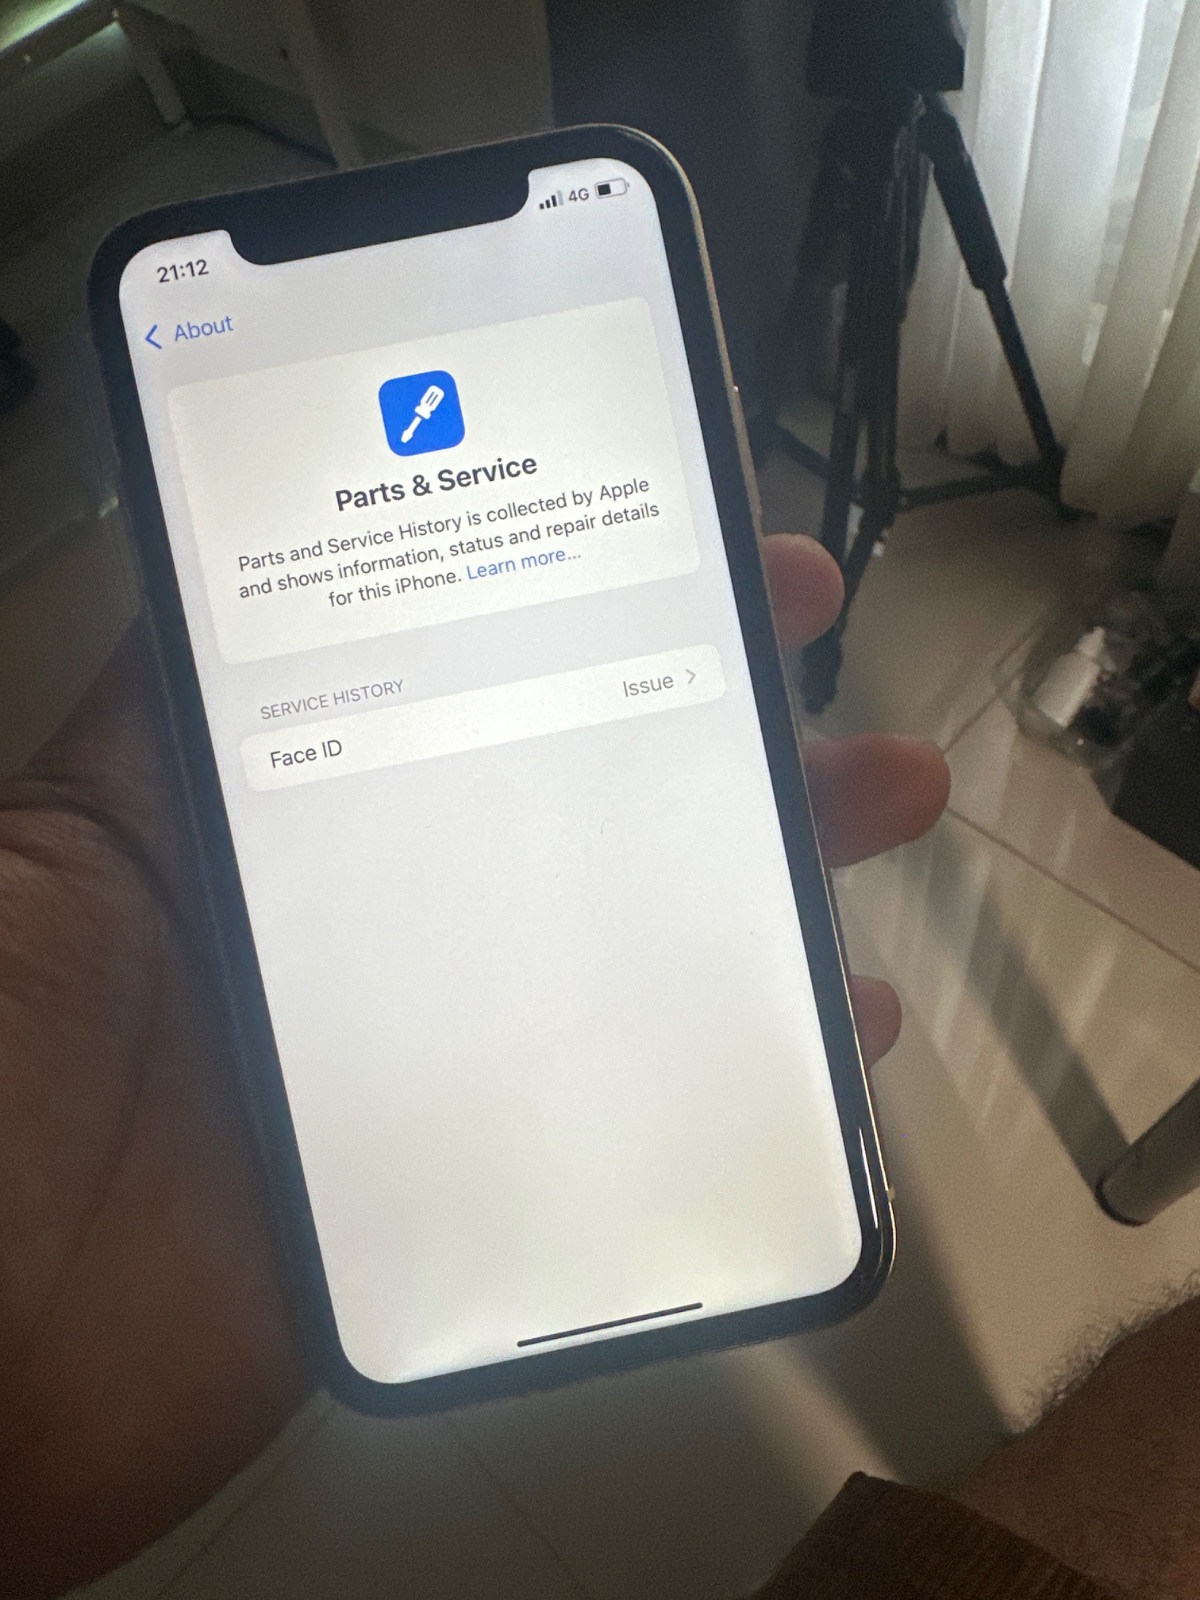 21:12
4G
About
Parts & Service
Parts and Service History is collected by Apple
and shows information, status and repair details
for this iPhone. Learn more...
SERVICE HISTORY
Face ID
Issue